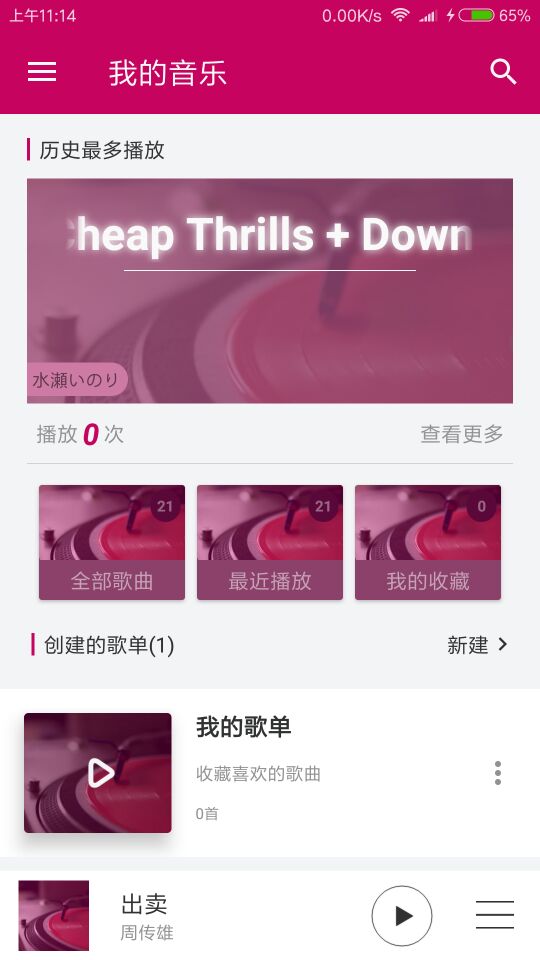 上午11:14 0.00K/s 65%
我的音乐
历史最多播放
Cheap Thrills + Down
水瀬いのり
播放0次 查看更多
21 21 0
全部歌曲 最近播放 我的收藏
创建的歌单(1) 新建
我的歌单
收藏喜欢的歌曲
0首
出卖
周传雄